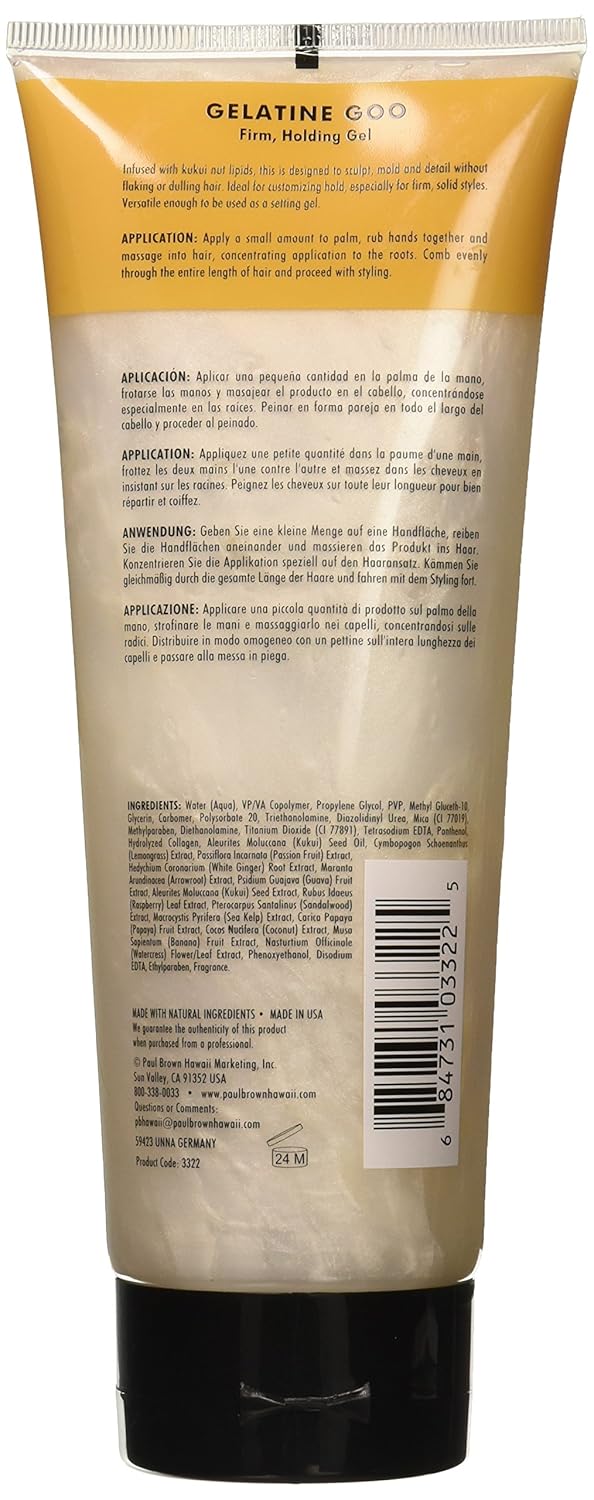 GELATINE GOO
Firm, Holding Gel
Infused with kukui nut lipids, this is designed to sculpt, mold and detail without
flaking or dulling hair. Ideal for customizing hold, especially for firm, solid styles.
Versatile enough to be used as a setting gel.
APPLICATION: Apply a small amount to palm, rub hands together and
massage into hair, concentrating application to the roots. Comb evenly
through the entire length of hair and proceed with styling.
APLICACIÓN: Aplicar una pequeña cantidad en la palma de la mano,
frotarse las manos y masajear el producto en el cabello, concentrándose
especialmente en las raíces. Peinar en forma pareja en todo el largo del
cabello y proceder al peinado.
APPLICATION: Appliquez une petite quantité dans la paume d'une main,
frottez les deux mains l'une contre l'autre et massez dans les cheveux en
insistant sur les racines. Peignez les cheveux sur toute leur longueur pour bien
répartir et coiffez.
ANWENDUNG: Geben Sie eine kleine Menge auf eine Handfläche, reiben
Sie die Handflächen aneinander und massieren das Produkt ins Haar.
Konzentrieren Sie die Applikation speziell auf den Haaransatz. Kämmen Sie
gleichmäßig durch die gesamte Länge der Haare und fahren mit dem Styling fort.
APPLICAZIONE: Applicare una piccola quantità di prodotto sul palmo della
mano, strofinare le mani e massaggiarlo nei capelli, concentrandosi sulle
radici. Distribuire in modo omogeneo con un pettine sull'intera lunghezza dei
capelli e passare alla messa in piega.
INGREDIENTS: Water (Aqua), VP/VA Copolymer, Propylene Glycol, PVP, Methyl Gluceth-10,
Glycerin, Carbomer, Polysorbate 20, Triethanolamine, Diazolidinyl Urea, Mica (CI 77019),
Methylparaben, Diethanolamine, Titanium Dioxide (CI 77891), Tetrasodium EDTA, Panthenol,
Hydrolyzed Collagen, Aleurites Moluccana (Kukui) Seed Oil, Cymbopogon Schoenanthus
(Lemongrass) Extract, Passiflora Incarnata (Passion Fruit) Extract,
Hedychium Coronarium (White Ginger) Root Extract, Maranta
Arundinacea (Arrowroot) Extract, Psidium Guajava (Guava) Fruit
Extract, Aleurites Moluccana (Kukui) Seed Extract, Rubus Idaeus
(Raspberry) Leaf Extract, Pterocarpus Santalinus (Sandalwood)
Extract, Macrocystis Pyrifera (Sea Kelp) Extract, Carica Papaya
(Papaya) Fruit Extract, Cocos Nucifera (Coconut) Extract, Musa
Sapientum (Banana) Fruit Extract, Nasturtium Officinale
(Watercress) Flower/Leaf Extract, Phenoxyethanol, Disodium
EDTA, Ethylparaben, Fragrance.
MADE WITH NATURAL INGREDIENTS • MADE IN USA
We guarantee the authenticity of this product
when purchased from a professional.
© Paul Brown Hawaii Marketing, Inc.
Sun Valley, CA 91352 USA
800-338-0033 • www.paulbrownhawaii.com
Questions or Comments:
pbhawaii@paulbrownhawaii.com
59423 UNNA GERMANY
Product Code: 3322
24 M
6 84731 03322 5